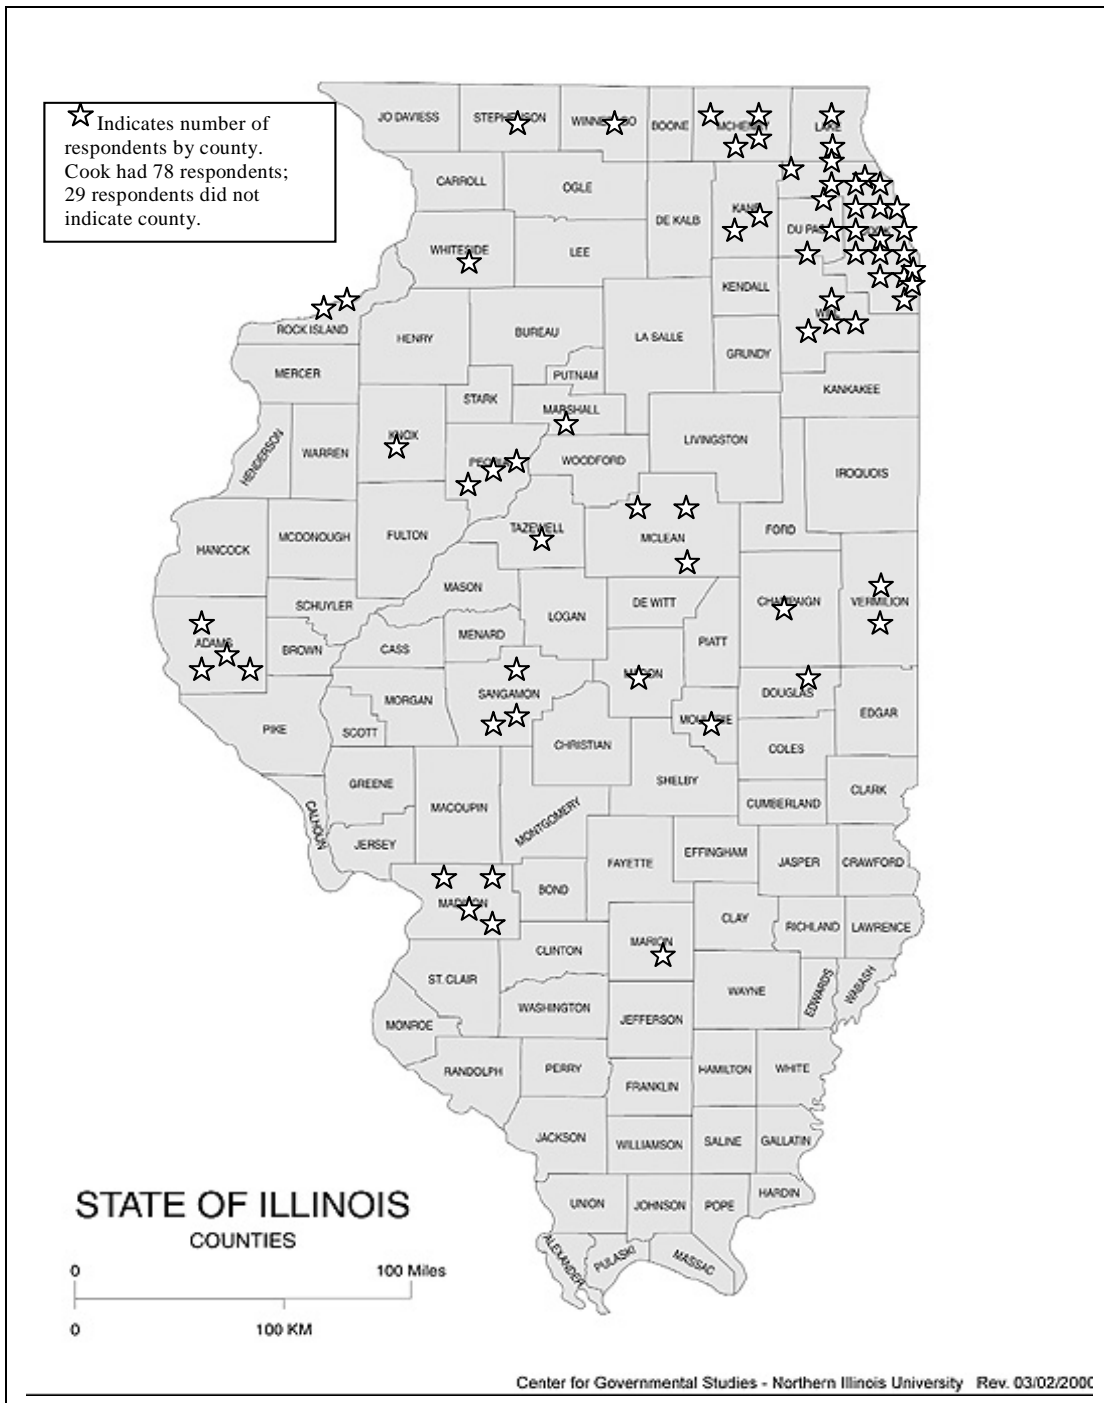 ☆ Indicates number of
respondents by county.
Cook had 78 respondents;
29 respondents did not
indicate county.
JO DAVIESS
STEPHENSON
WINNEBAGO
BOONE
MCHENRY
LAKE
CARROLL
OGLE
DE KALB
KANE
DU PAGE
COOK
WHITESIDE
LEE
KENDALL
WILL
ROCK ISLAND
HENRY
BUREAU
LA SALLE
GRUNDY
MERCER
PUTNAM
KANKAKEE
STARK
MARSHALL
HENDERSON
WARREN
KNOX
PEORIA
WOODFORD
LIVINGSTON
IROQUOIS
HANCOCK
MCDONOUGH
FULTON
TAZEWELL
MCLEAN
FORD
MASON
SCHUYLER
LOGAN
DE WITT
CHAMPAIGN
VERMILION
ADAMS
BROWN
CASS
MENARD
PIATT
MORGAN
SANGAMON
MACON
DOUGLAS
EDGAR
PIKE
SCOTT
CHRISTIAN
MOULTRIE
COLES
GREENE
SHELBY
CALHOUN
MACOUPIN
MONTGOMERY
CUMBERLAND
CLARK
JERSEY
FAYETTE
EFFINGHAM
JASPER
CRAWFORD
MADISON
BOND
CLAY
RICHLAND
LAWRENCE
CLINTON
MARION
ST. CLAIR
WAYNE
EDWARDS
WABASH
MONROE
WASHINGTON
JEFFERSON
RANDOLPH
PERRY
HAMILTON
WHITE
FRANKLIN
JACKSON
WILLIAMSON
SALINE
GALLATIN
UNION
JOHNSON
POPE
HARDIN
ALEXANDER
PULASKI
MASSAC
STATE OF ILLINOIS
COUNTIES
0 100 Miles
0 100 KM
Center for Governmental Studies - Northern Illinois University Rev. 03/02/2000